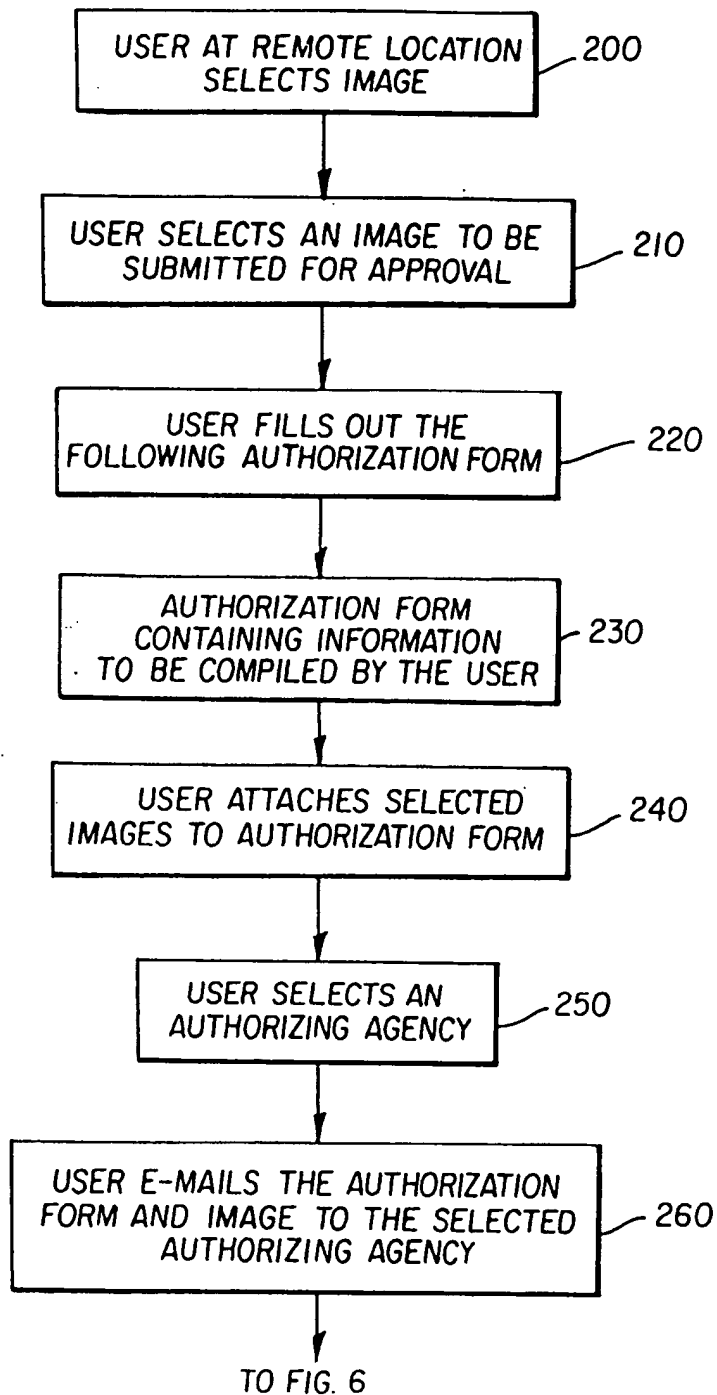 USER AT REMOTE LOCATION
SELECTS IMAGE
200
USER SELECTS AN IMAGE TO BE
SUBMITTED FOR APPROVAL
210
USER FILLS OUT THE
FOLLOWING AUTHORIZATION FORM
220
AUTHORIZATION FORM
CONTAINING INFORMATION
TO BE COMPILED BY THE USER
230
USER ATTACHES SELECTED
IMAGES TO AUTHORIZATION FORM
240
USER SELECTS AN
AUTHORIZING AGENCY
250
USER E-MAILS THE AUTHORIZATION
FORM AND IMAGE TO THE SELECTED
AUTHORIZING AGENCY
260
TO FIG. 6